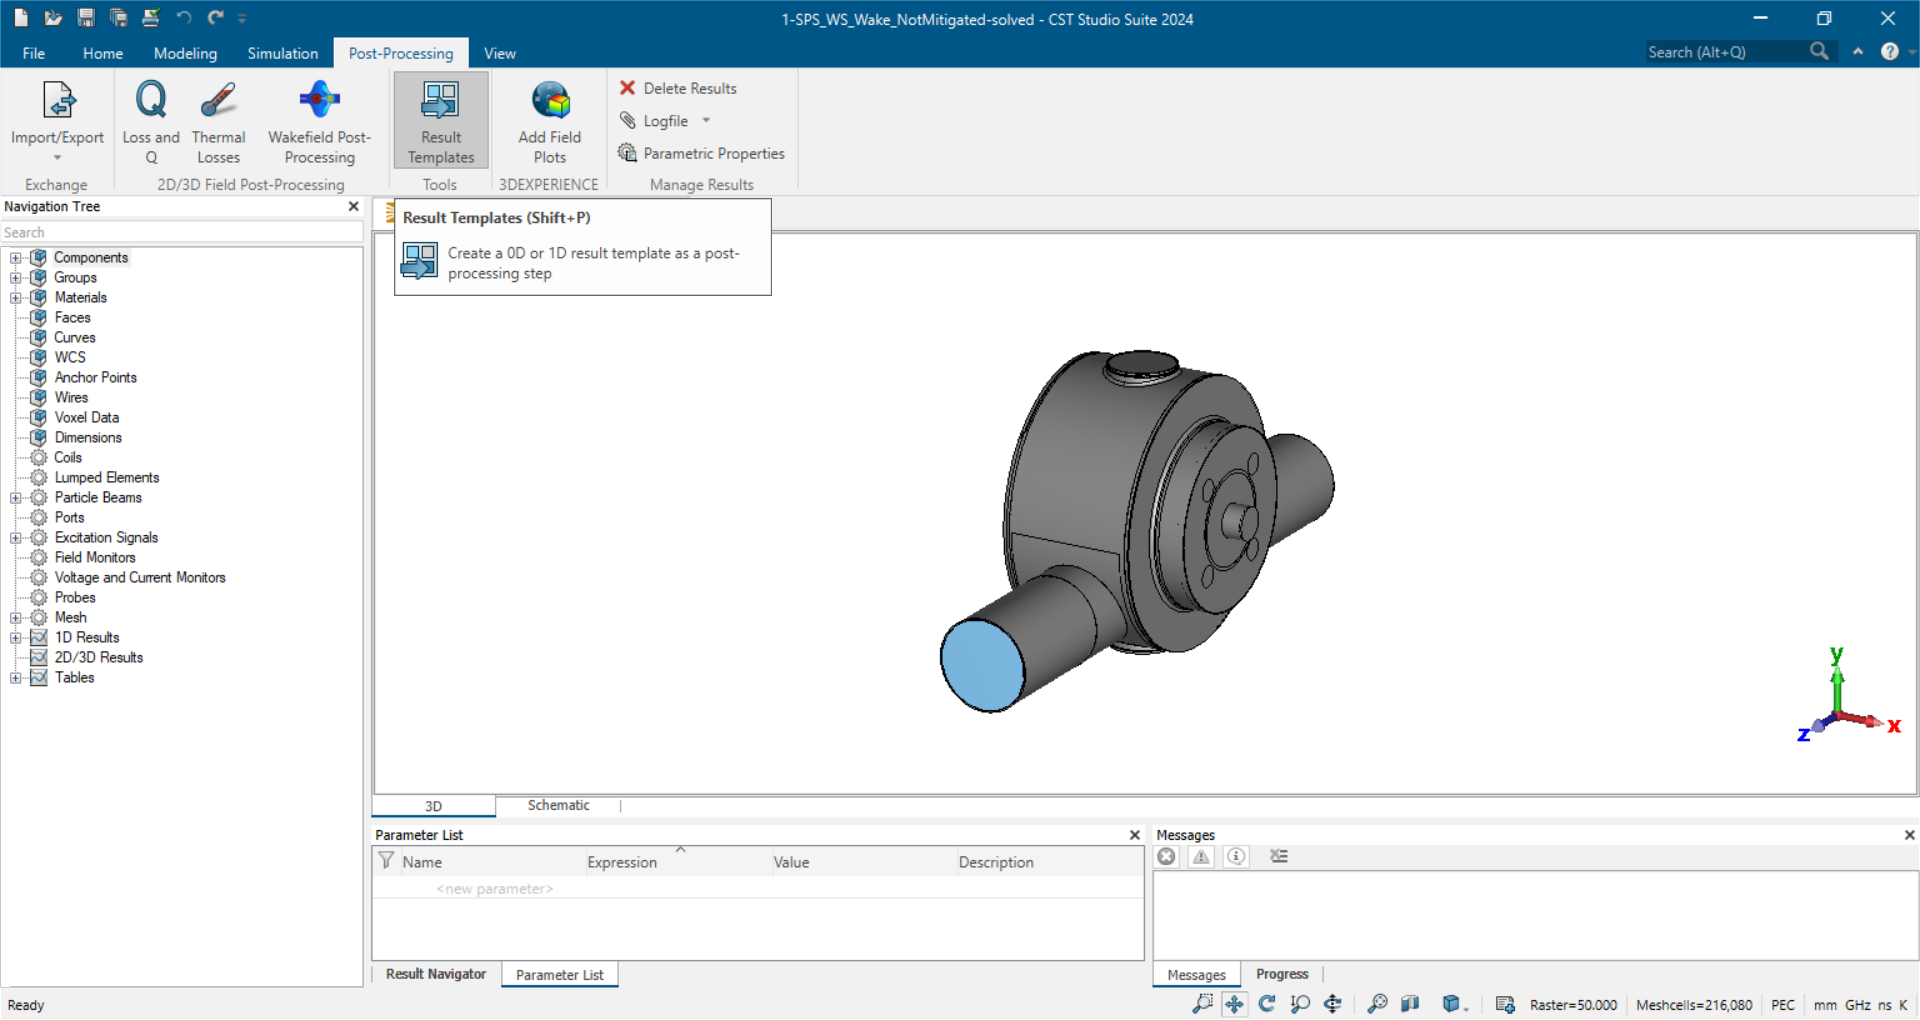 1-SPS_WS_Wake_NotMitigated-solved - CST Studio Suite 2024
File Home Modeling Simulation Post-Processing View
Search (Alt+Q)
?
Import/Export
Loss and Q
Thermal Losses
Wakefield Post-Processing
Result Templates
Add Field Plots
Delete Results
Logfile
Parametric Properties
Exchange
2D/3D Field Post-Processing
Tools
3DEXPERIENCE
Manage Results
Navigation Tree
Search
Result Templates (Shift+P)
Create a 0D or 1D result template as a post-
processing step
Components
Groups
Materials
Faces
Curves
WCS
Anchor Points
Wires
Voxel Data
Dimensions
Coils
Lumped Elements
Particle Beams
Ports
Excitation Signals
Field Monitors
Voltage and Current Monitors
Probes
Mesh
1D Results
2D/3D Results
Tables
y
x
z
3D Schematic
Parameter List
Name Expression Value Description
<new parameter>
Result Navigator Parameter List
Messages
Messages Progress
Ready
Raster=50.000 Meshcells=216,080 PEC mm GHz ns K